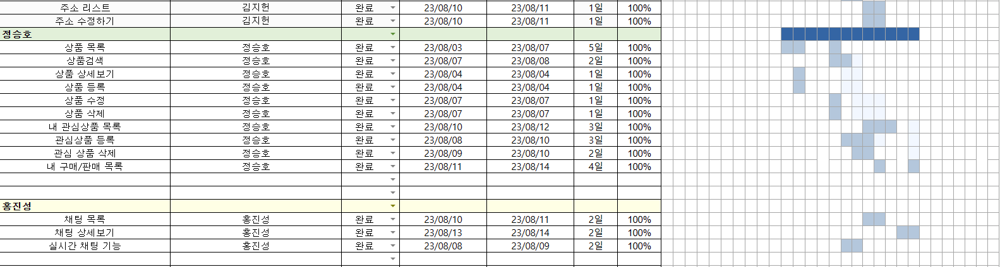 주소 리스트 김지헌 완료 23/08/10 23/08/11 1일 100%
주소 수정하기 김지헌 완료 23/08/10 23/08/11 1일 100%
정승호
상품 목록 정승호 완료 23/08/03 23/08/07 5일 100%
상품검색 정승호 완료 23/08/07 23/08/08 2일 100%
상품 상세보기 정승호 완료 23/08/04 23/08/04 1일 100%
상품 등록 정승호 완료 23/08/04 23/08/04 1일 100%
상품 수정 정승호 완료 23/08/07 23/08/07 1일 100%
상품 삭제 정승호 완료 23/08/07 23/08/07 1일 100%
내 관심상품 목록 정승호 완료 23/08/10 23/08/12 3일 100%
관심상품 등록 정승호 완료 23/08/08 23/08/10 3일 100%
관심 상품 삭제 정승호 완료 23/08/09 23/08/10 2일 100%
내 구매/판매 목록 정승호 완료 23/08/11 23/08/14 4일 100%
홍진성
채팅 목록 홍진성 완료 23/08/10 23/08/11 2일 100%
채팅 상세보기 홍진성 완료 23/08/13 23/08/14 2일 100%
실시간 채팅 기능 홍진성 완료 23/08/08 23/08/09 2일 100%